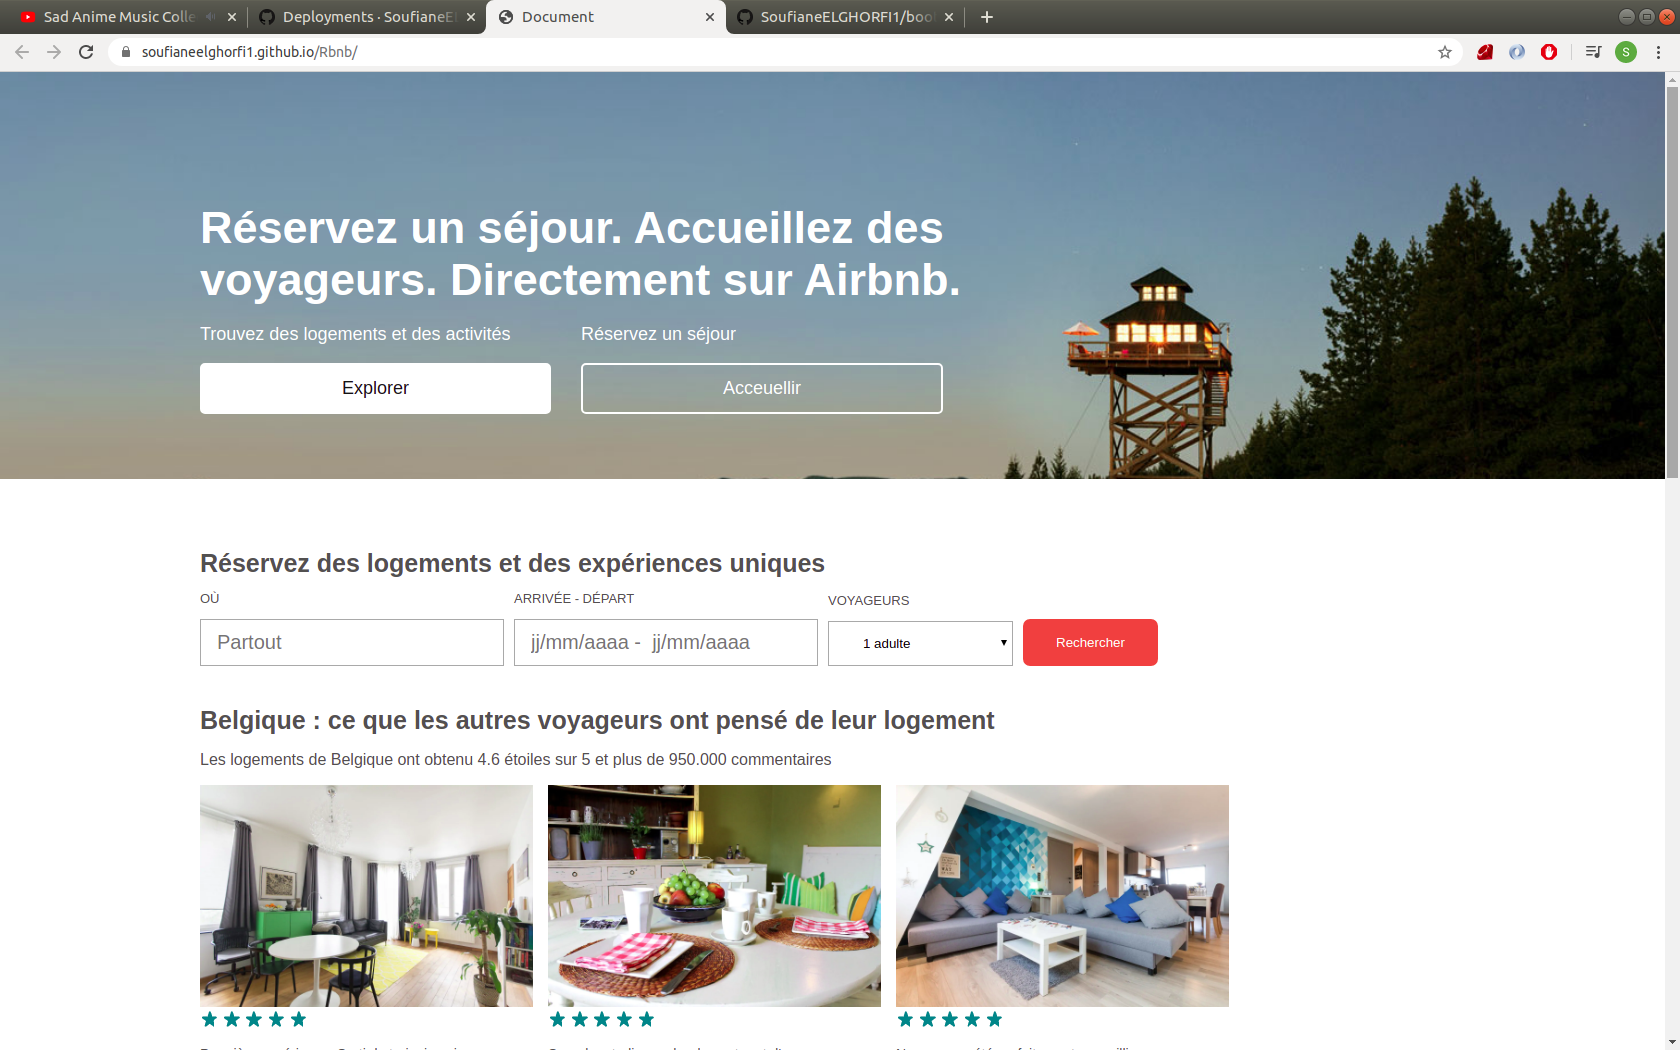 Sad Anime Music Colle
Deployments · SoufianeE
Document
SoufianeELGHORFI1/boo
soufianeelghorfi1.github.io/Rbnb/
S
Réservez un séjour. Accueillez des
voyageurs. Directement sur Airbnb.
Trouvez des logements et des activités
Réservez un séjour
Explorer
Acceuellir
Réservez des logements et des expériences uniques
OÙ
ARRIVÉE - DÉPART
VOYAGEURS
Partout
jj/mm/aaaa - jj/mm/aaaa
1 adulte
Rechercher
Belgique : ce que les autres voyageurs ont pensé de leur logement
Les logements de Belgique ont obtenu 4.6 étoiles sur 5 et plus de 950.000 commentaires